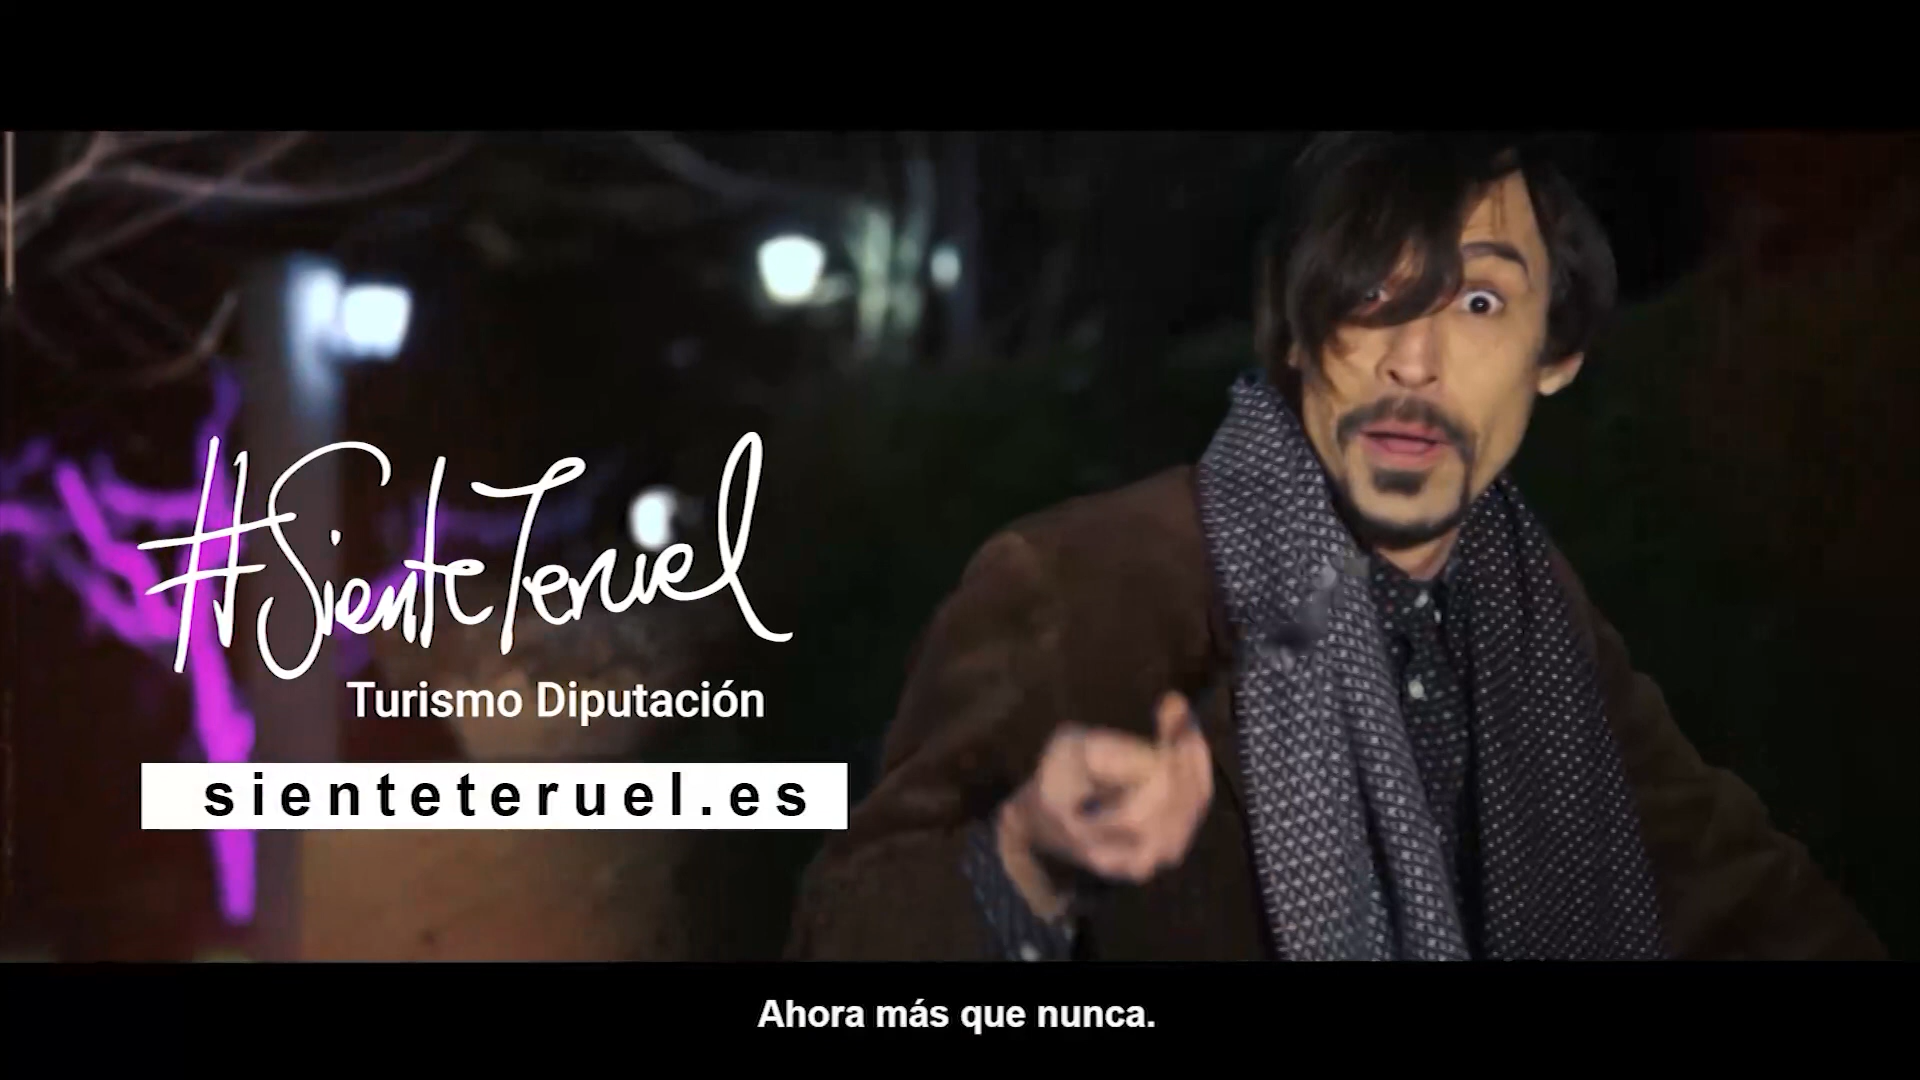 #SienteTeruel
Turismo Diputación
sienteteruel.es
Ahora más que nunca.